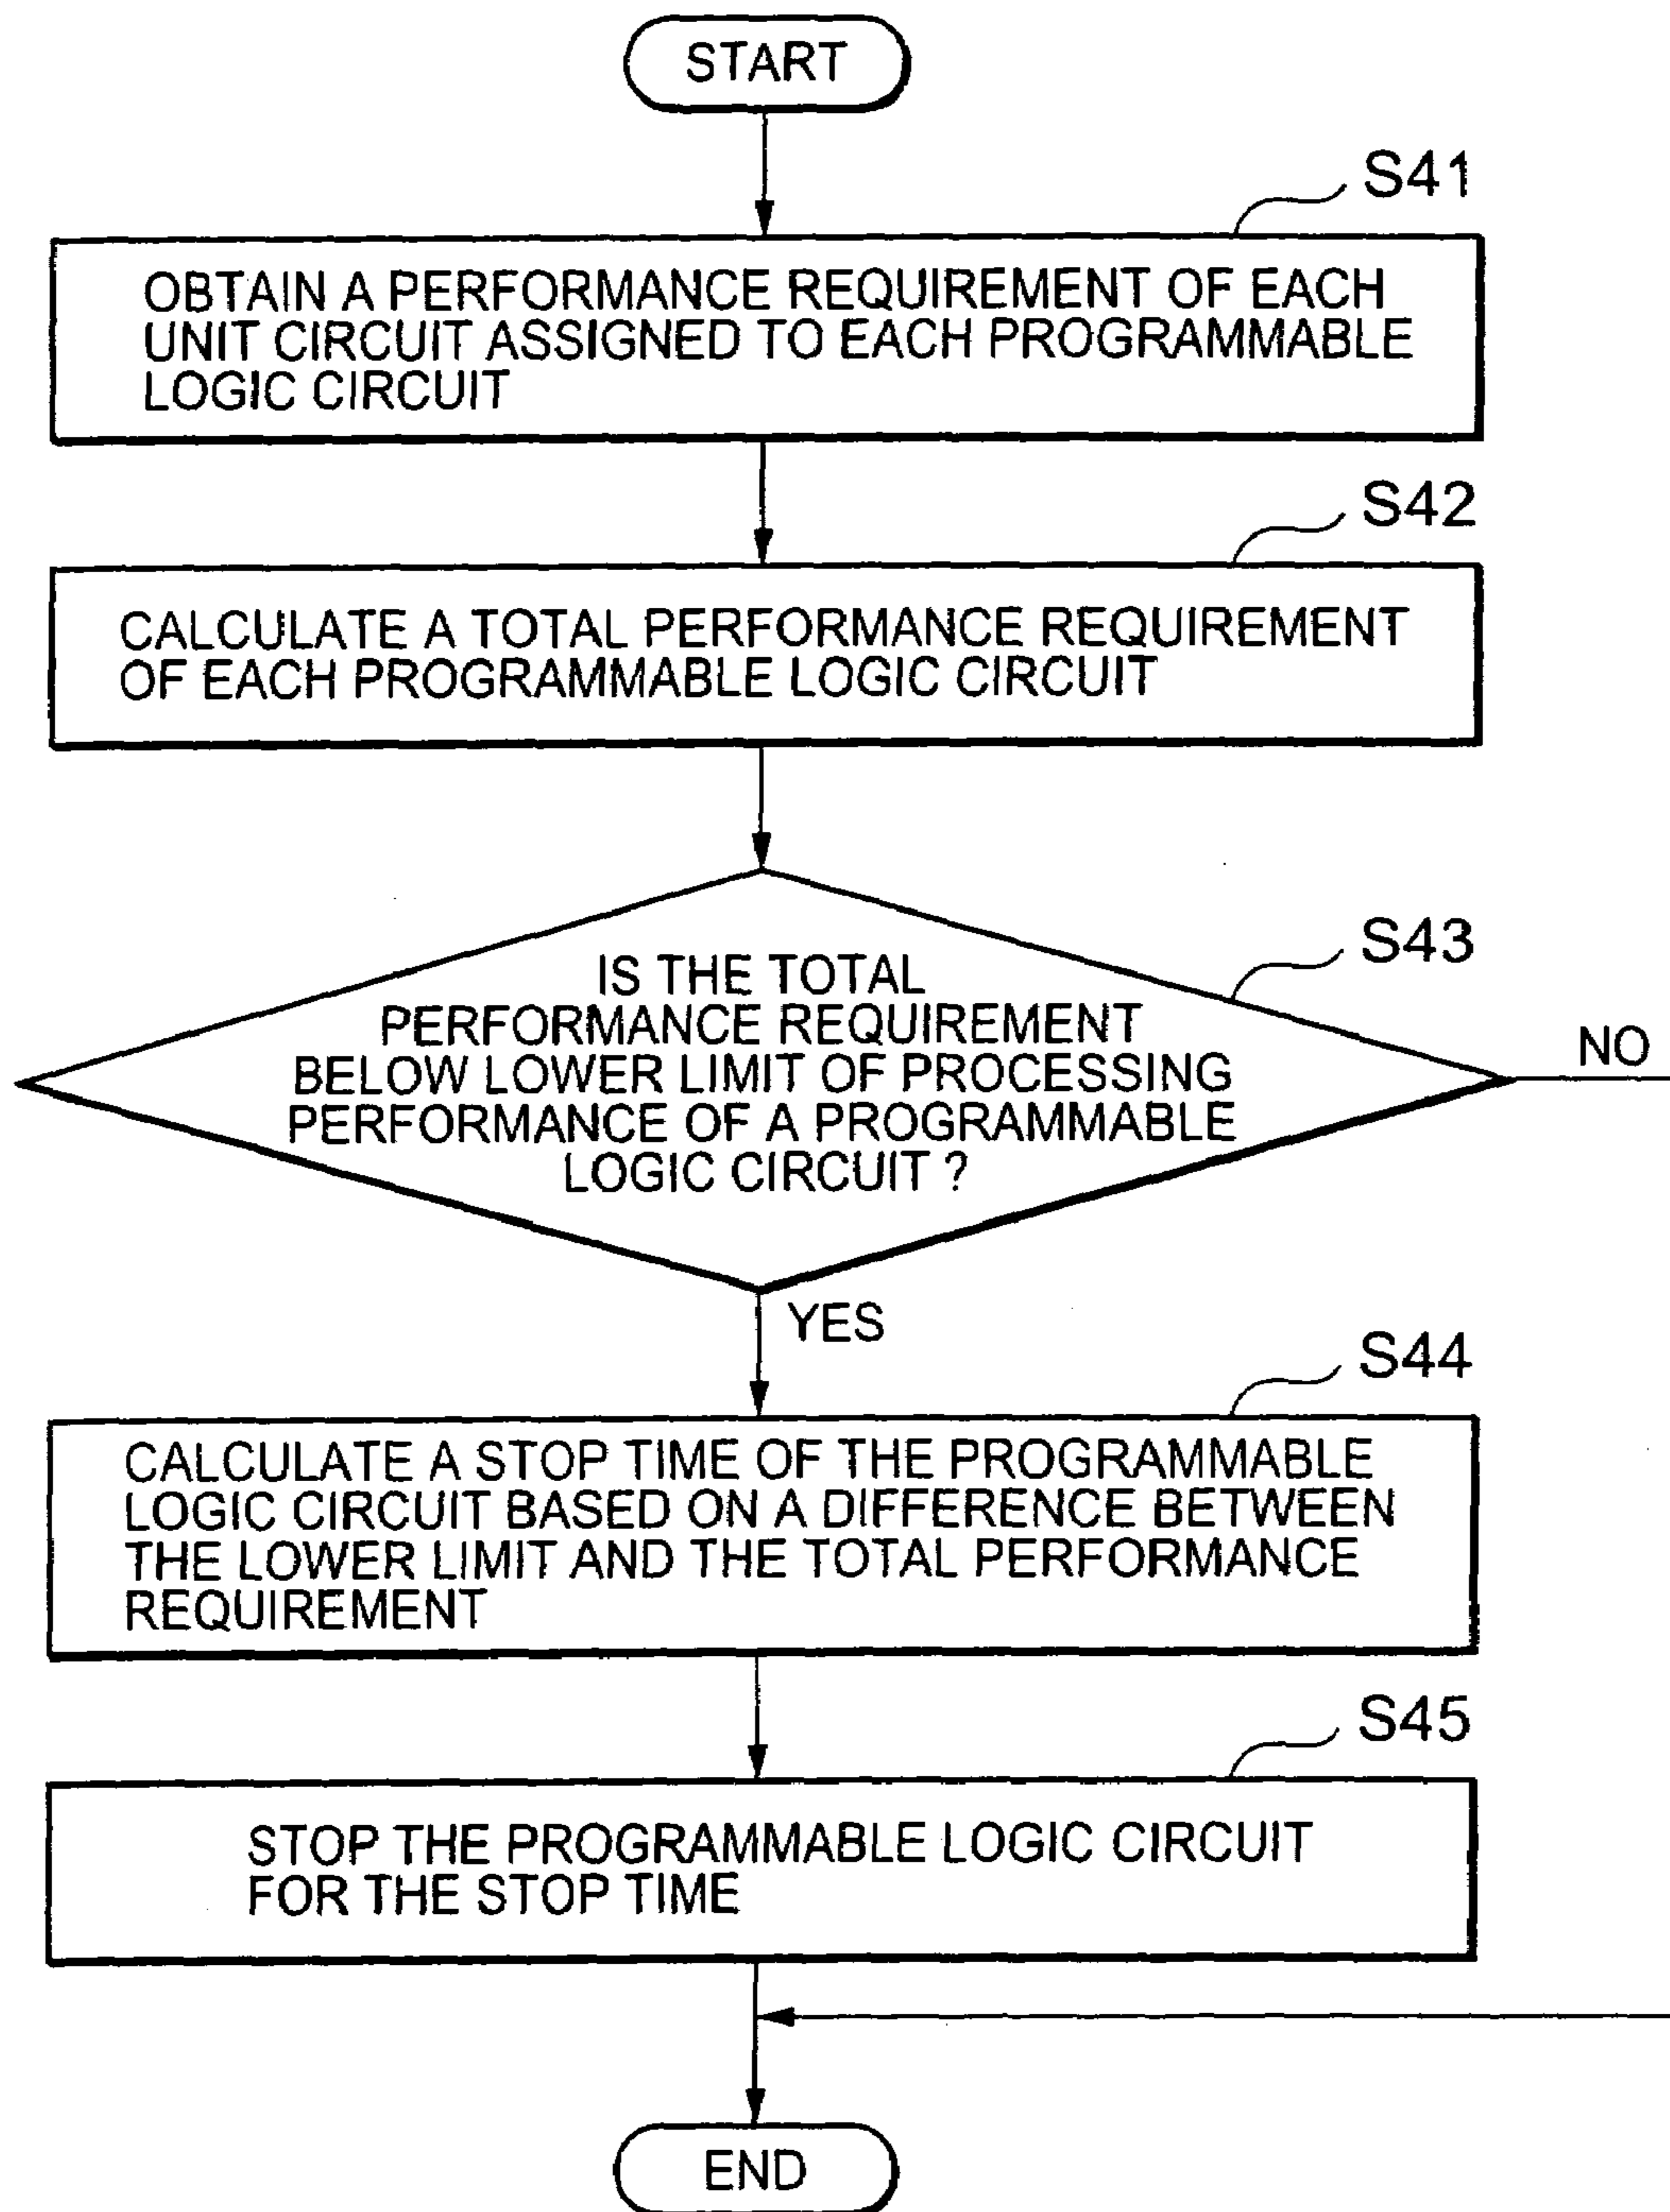 START
S41
OBTAIN A PERFORMANCE REQUIREMENT OF EACH
UNIT CIRCUIT ASSIGNED TO EACH PROGRAMMABLE
LOGIC CIRCUIT
S42
CALCULATE A TOTAL PERFORMANCE REQUIREMENT
OF EACH PROGRAMMABLE LOGIC CIRCUIT
S43
IS THE TOTAL
PERFORMANCE REQUIREMENT
BELOW LOWER LIMIT OF PROCESSING
PERFORMANCE OF A PROGRAMMABLE
LOGIC CIRCUIT ?
NO
YES
S44
CALCULATE A STOP TIME OF THE PROGRAMMABLE
LOGIC CIRCUIT BASED ON A DIFFERENCE BETWEEN
THE LOWER LIMIT AND THE TOTAL PERFORMANCE
REQUIREMENT
S45
STOP THE PROGRAMMABLE LOGIC CIRCUIT
FOR THE STOP TIME
END